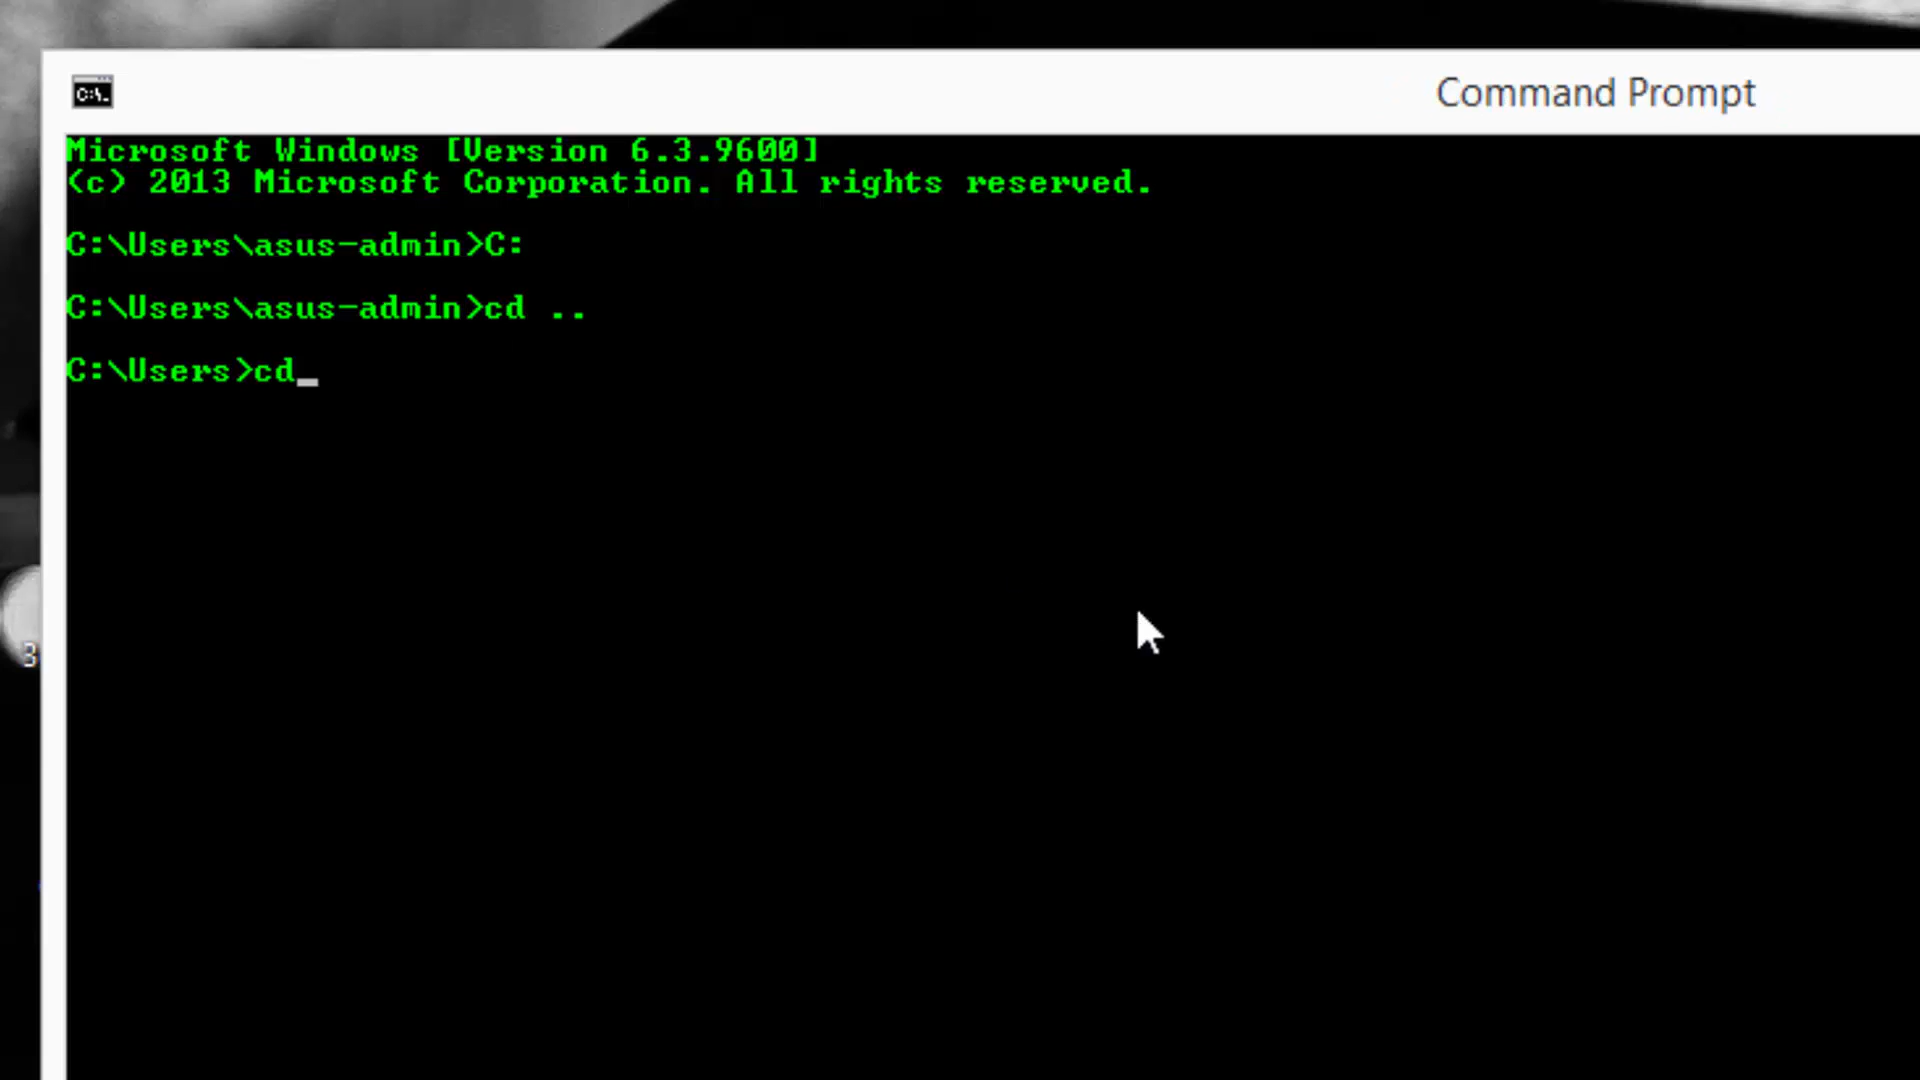 C:\.
Command Prompt
Microsoft Windows [Version 6.3.9600]
(c) 2013 Microsoft Corporation. All rights reserved.
C:\Users\asus-admin>C:
C:\Users\asus-admin>cd ..
C:\Users>cd_
3